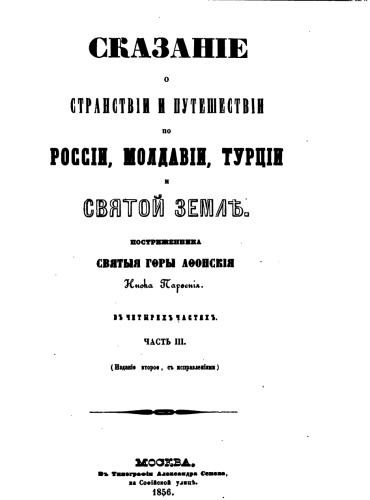 СКАЗАНІЕ
О
СТРАНСТВІИ И ПУТЕШЕСТВІИ
ПО
РОССІИ, МОЛДАВІИ, ТУРЦІИ
И
СВЯТОЙ ЗЕМЛѢ.
ПОСТРИЖЕННИКА
СВЯТЫЯ ГОРЫ АѲОНСКІЯ
Инока Парѳенія.
ВЪ ЧЕТЫРЕХЪ ЧАСТЯХЪ.
ЧАСТЬ III.
(Изданіе второе, съ исправленіями)
МОСКВА.
Въ Типографіи Александра Семена,
на Софійской улицѣ.
1856.